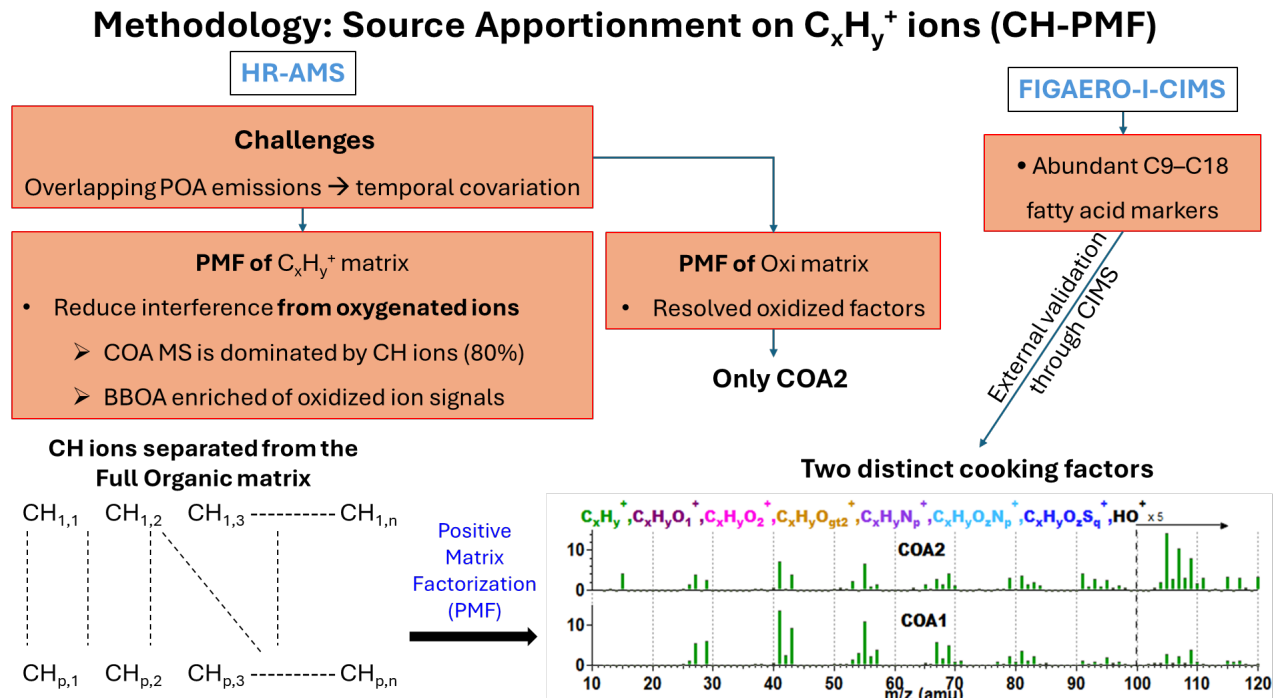 Methodology: Source Apportionment on CxHy+ ions (CH-PMF)
HR-AMS
Challenges
Overlapping POA emissions → temporal covariation
PMF of CxHy+ matrix
• Reduce interference from oxygenated ions
➢ COA MS is dominated by CH ions (80%)
➢ BBOA enriched of oxidized ion signals
PMF of Oxi matrix
• Resolved oxidized factors
Only COA2
FIGAERO-I-CIMS
• Abundant C9–C18
fatty acid markers
External validation
through CIMS
CH ions separated from the
Full Organic matrix
CH1,1 CH1,2 CH1,3 CH1,n
CHp,1 CHp,2 CHp,3 CHp,n
Positive
Matrix
Factorization
(PMF)
Two distinct cooking factors
CxHy+,CxHyO1+,CxHyO2+,CxHyOgt2+,CxHyNp+,CxHyOzNp+,CxHyOzSq+,HO+ x 5
COA2
10
0
COA1
10
0
10 20 30 40 50 60 70 80 90 100 110 120
m/z (amu)